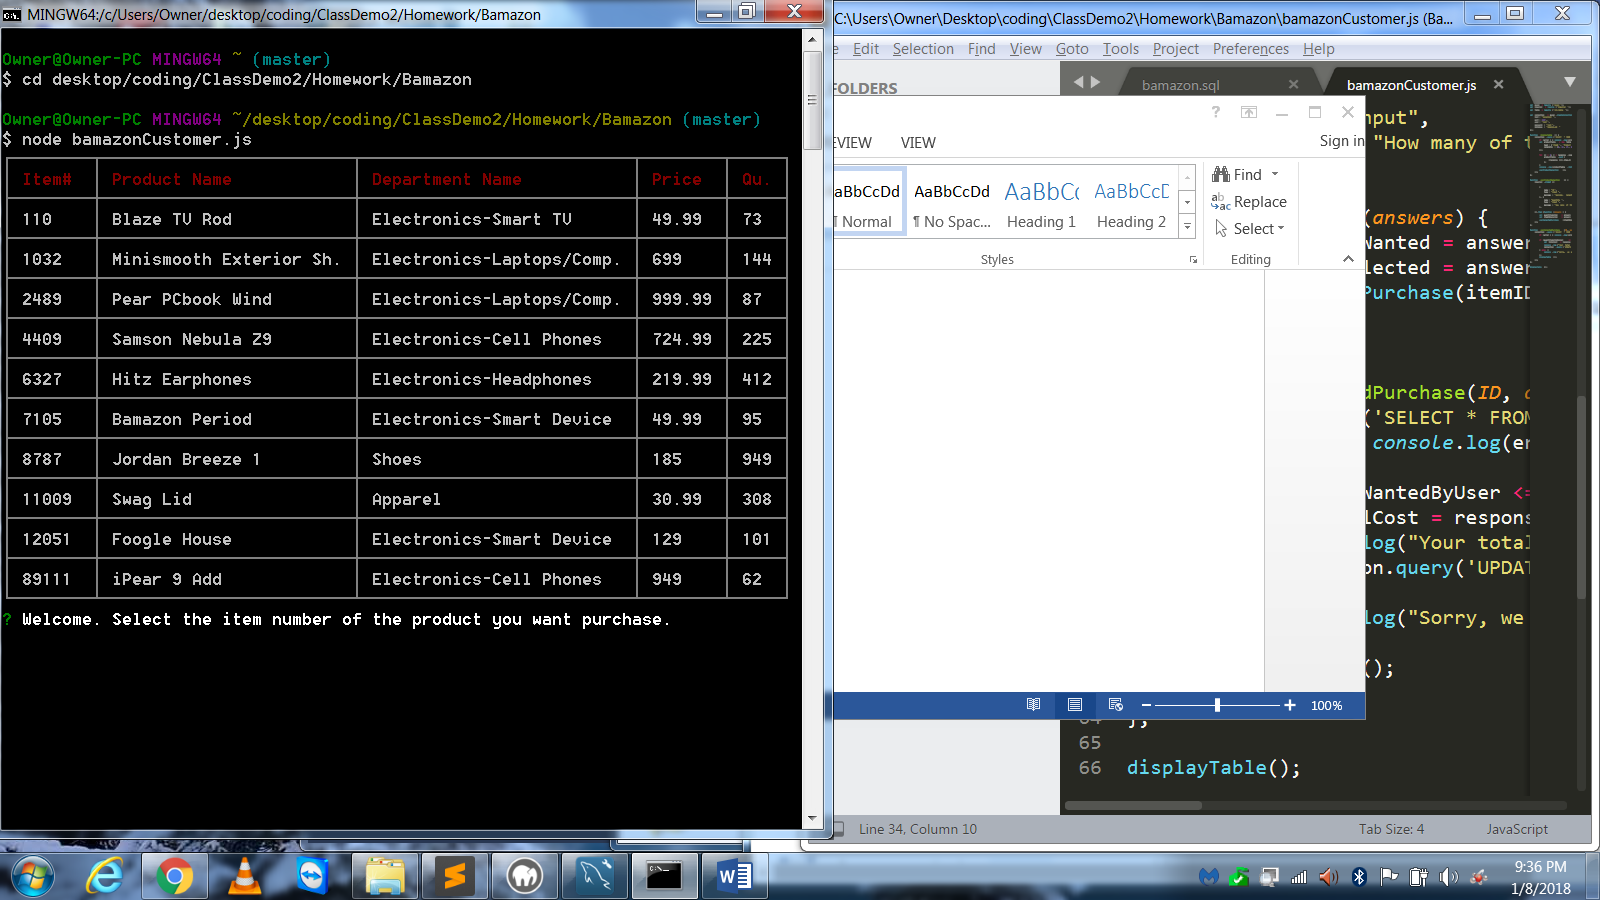 MINGW64:/c/Users/Owner/desktop/coding/ClassDemo2/Homework/Bamazon
Owner@Owner-PC MINGW64 ~ (master)
$ cd desktop/coding/ClassDemo2/Homework/Bamazon
Owner@Owner-PC MINGW64 ~/desktop/coding/ClassDemo2/Homework/Bamazon (master)
$ node bamazonCustomer.js
Item# Product Name Department Name Price Qu.
110 Blaze TV Rod Electronics-Smart TV 49.99 73
1032 Minismooth Exterior Sh. Electronics-Laptops/Comp. 699 144
2489 Pear PCbook Wind Electronics-Laptops/Comp. 999.99 87
4409 Samson Nebula Z9 Electronics-Cell Phones 724.99 225
6327 Hitz Earphones Electronics-Headphones 219.99 412
7105 Bamazon Period Electronics-Smart Device 49.99 95
8787 Jordan Breeze 1 Shoes 185 949
11009 Swag Lid Apparel 30.99 308
12051 Foogle House Electronics-Smart Device 129 101
89111 iPear 9 Add Electronics-Cell Phones 949 62
? Welcome. Select the item number of the product you want purchase.
C:\Users\Owner\Desktop\coding\ClassDemo2\Homework\Bamazon\bamazonCustomer.js (Ba...
e Edit Selection Find View Goto Tools Project Preferences Help
FOLDERS
bamazon.sql bamazonCustomer.js
EVIEW VIEW Sign in
aBbCcDd AaBbCcDd AaBbC( AaBbCcD
¶ Normal ¶ No Spac... Heading 1 Heading 2
Styles
Find
Replace
Select
Editing
100%
nput",
"How many of t
(answers) {
Wanted = answer
lected = answer
Purchase(itemID
dPurchase(ID, 
('SELECT * FROM
console.log(er
WantedByUser <=
lCost = respons
log("Your total
on.query('UPDAT
log("Sorry, we
();
65
66 displayTable();
Line 34, Column 10 Tab Size: 4 JavaScript
9:36 PM
1/8/2018